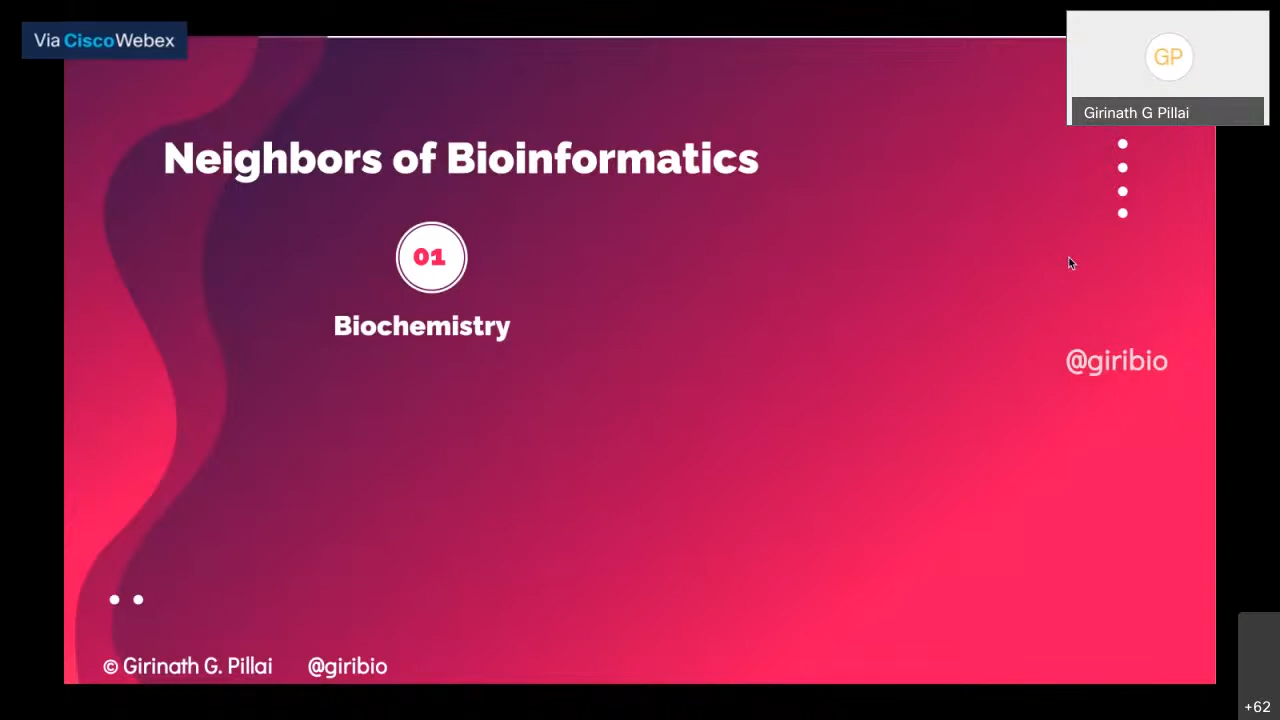 Via CiscoWebex
GP
Girinath G Pillai
Neighbors of Bioinformatics
01
Biochemistry
@giribio
© Girinath G. Pillai @giribio
+62